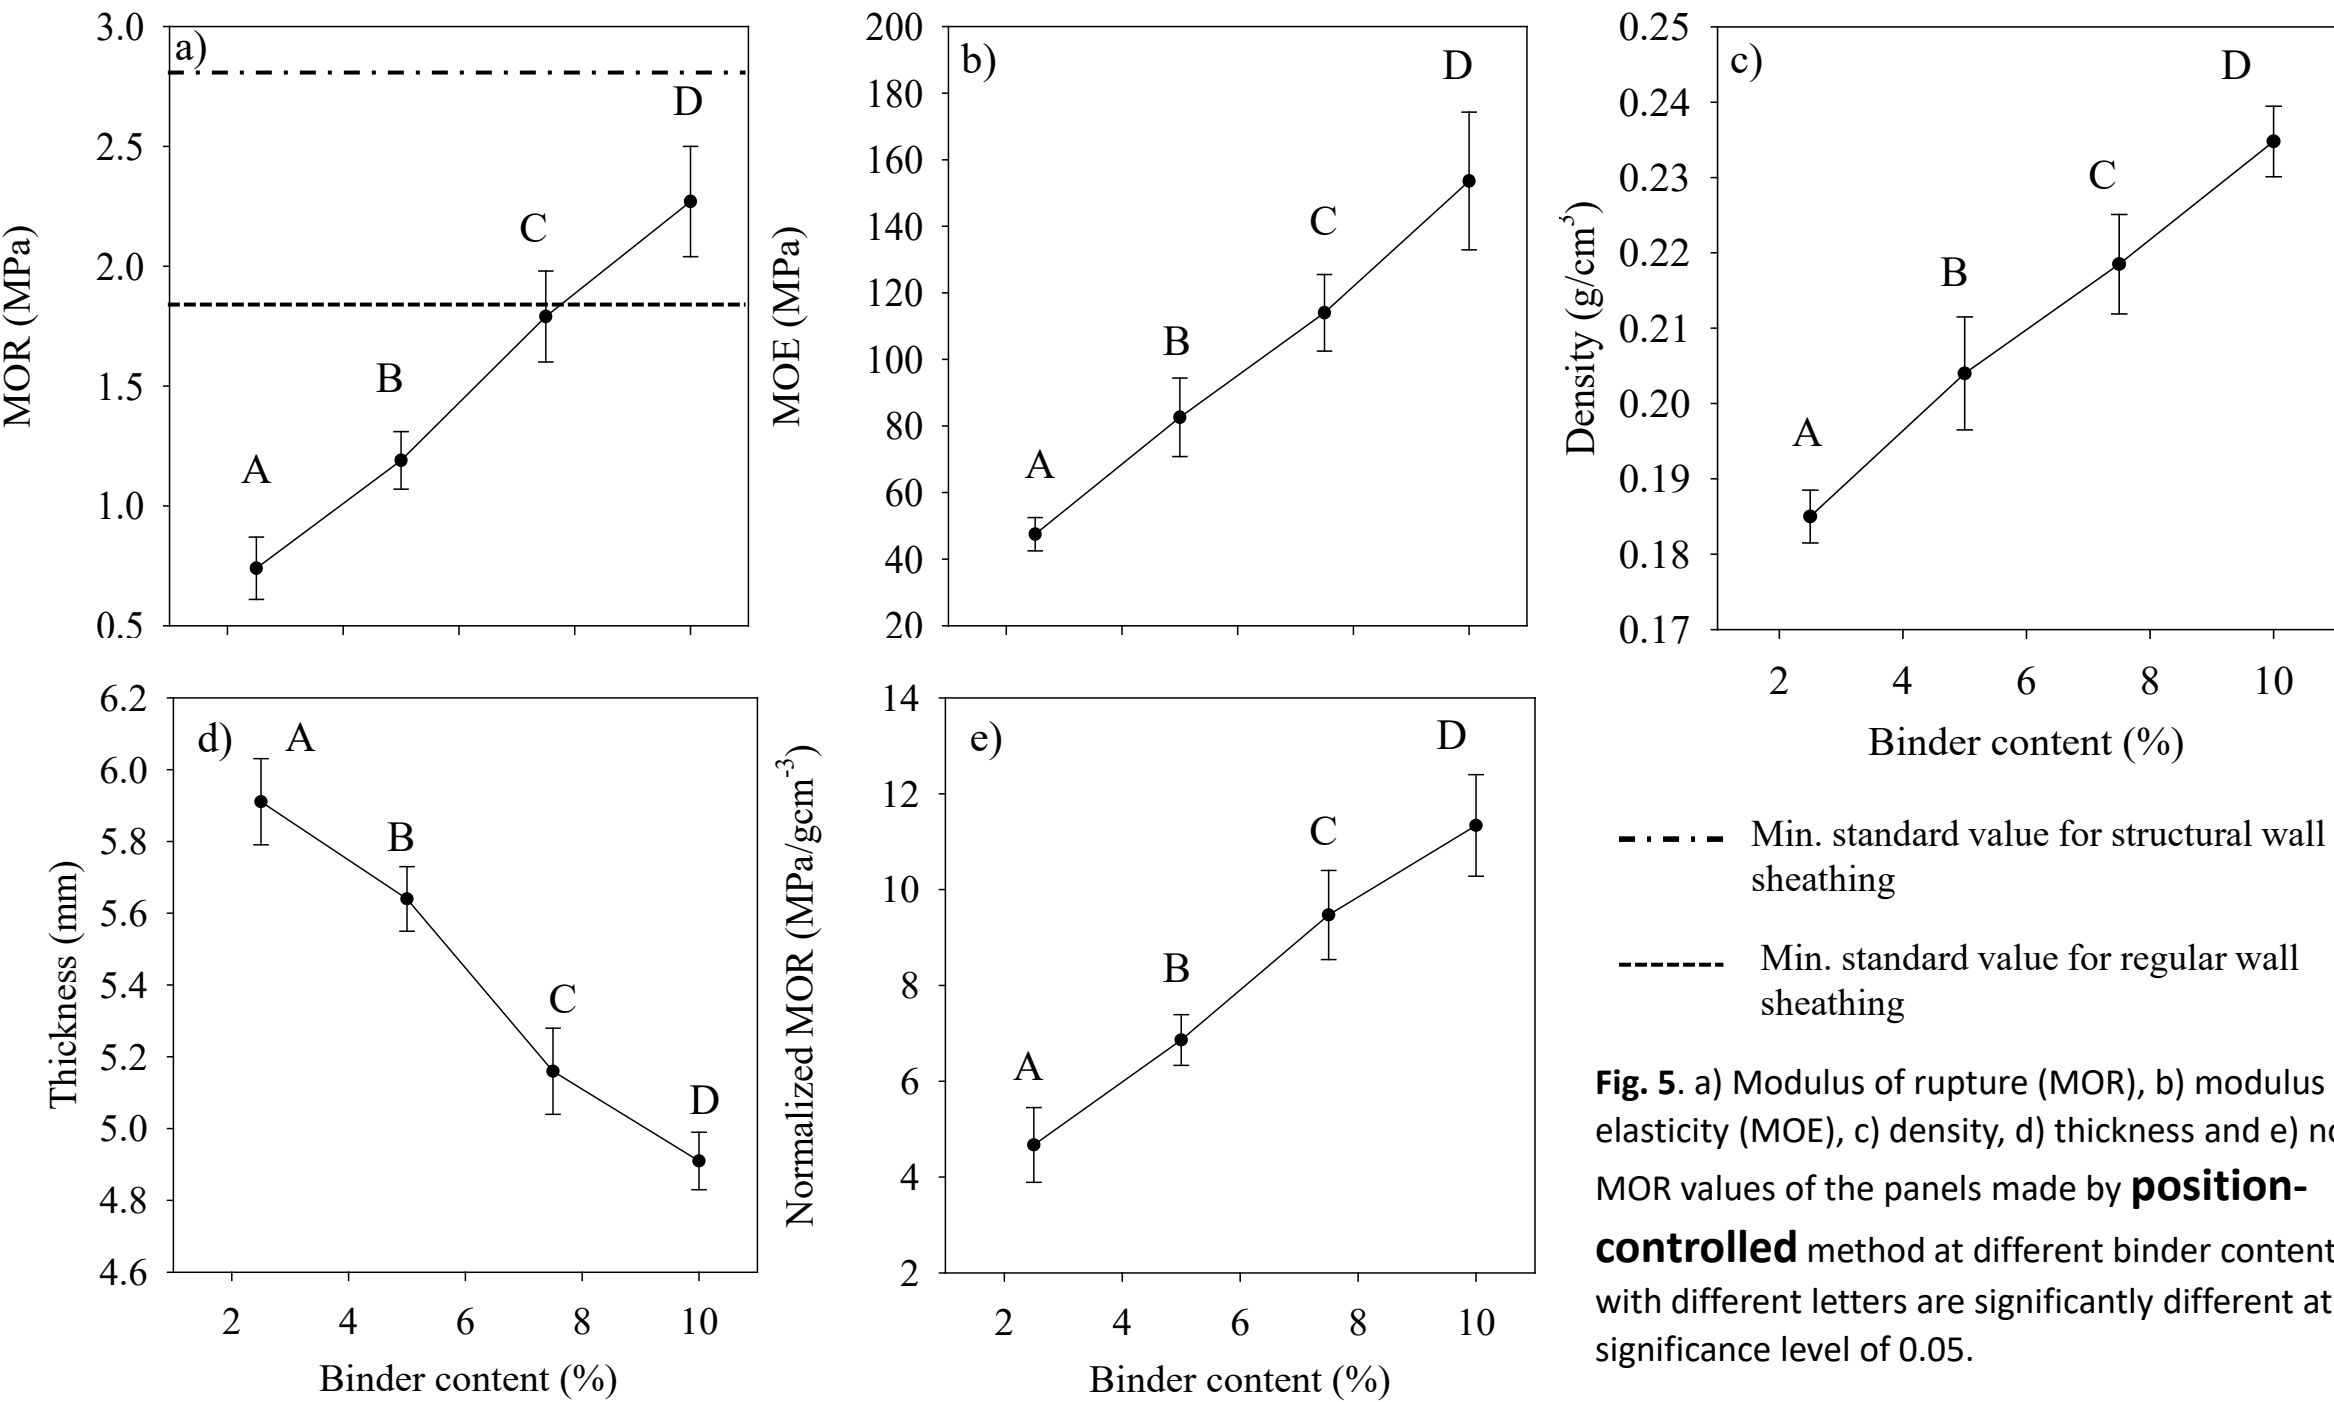 a)
MOR (MPa)
3.0
2.5
2.0
1.5
1.0
0.5
A
B
C
D
b)
MOE (MPa)
200
180
160
140
120
100
80
60
40
20
A
B
C
D
c)
Density (g/cm³)
0.25
0.24
0.23
0.22
0.21
0.20
0.19
0.18
0.17
A
B
C
D
2 4 6 8 10
Binder content (%)
d)
Thickness (mm)
6.2
6.0
5.8
5.6
5.4
5.2
5.0
4.8
4.6
A
B
C
D
2 4 6 8 10
Binder content (%)
e)
Normalized MOR (MPa/gcm⁻³)
14
12
10
8
6
4
2
A
B
C
D
2 4 6 8 10
Binder content (%)
Min. standard value for structural wall
sheathing
Min. standard value for regular wall
sheathing
Fig. 5. a) Modulus of rupture (MOR), b) modulus
elasticity (MOE), c) density, d) thickness and e)
MOR values of the panels made by position-
controlled method at different binder content
with different letters are significantly different at
significance level of 0.05.